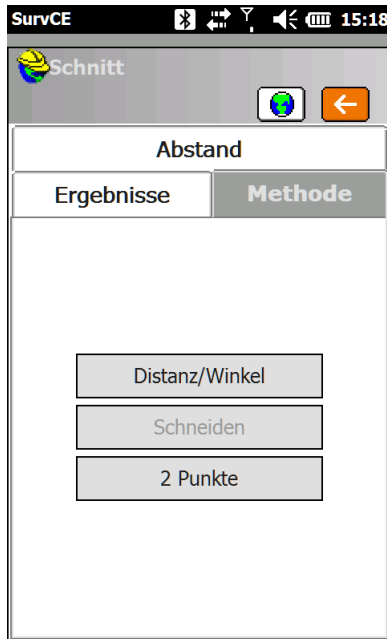 SurvCE 15:18
Schnitt
Abstand
Ergebnisse Methode
Distanz/Winkel
Schneiden
2 Punkte